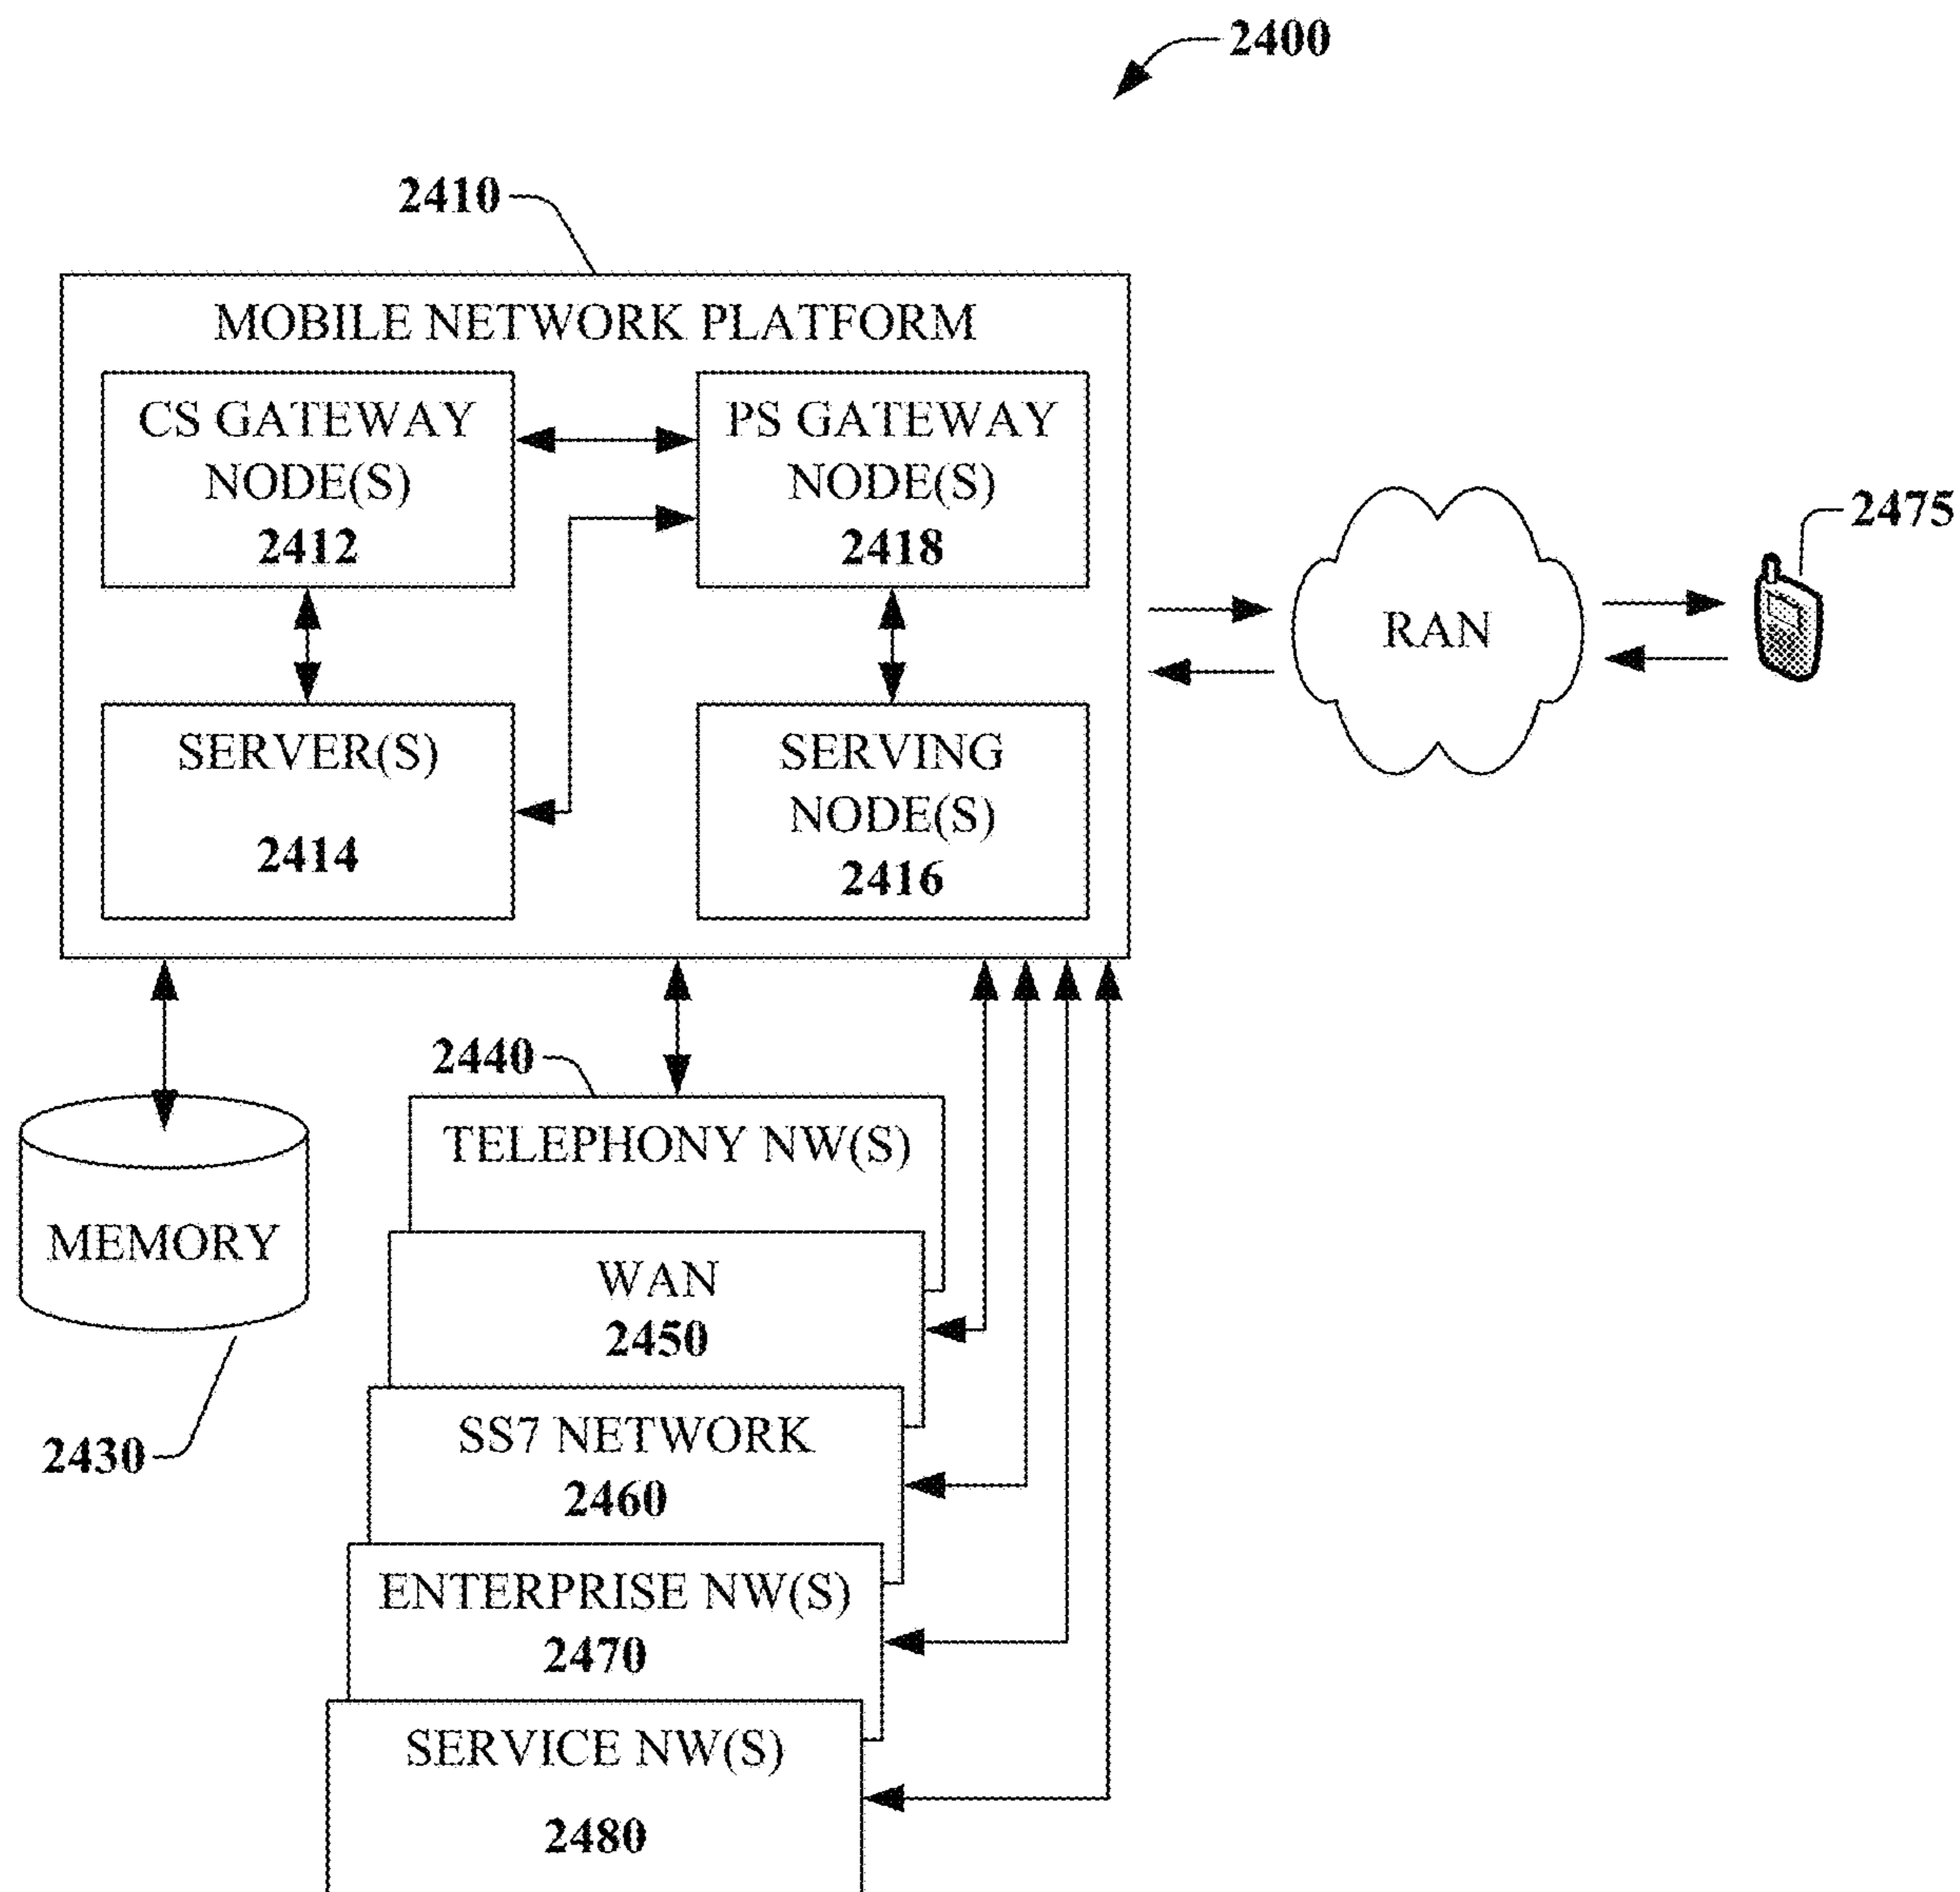 2400
2410
MOBILE NETWORK PLATFORM
CS GATEWAY
NODE(S)
2412
PS GATEWAY
NODE(S)
2418
SERVER(S)
2414
SERVING
NODE(S)
2416
RAN
2475
2440
TELEPHONY NW(S)
MEMORY
2430
WAN
2450
SS7 NETWORK
2460
ENTERPRISE NW(S)
2470
SERVICE NW(S)
2480